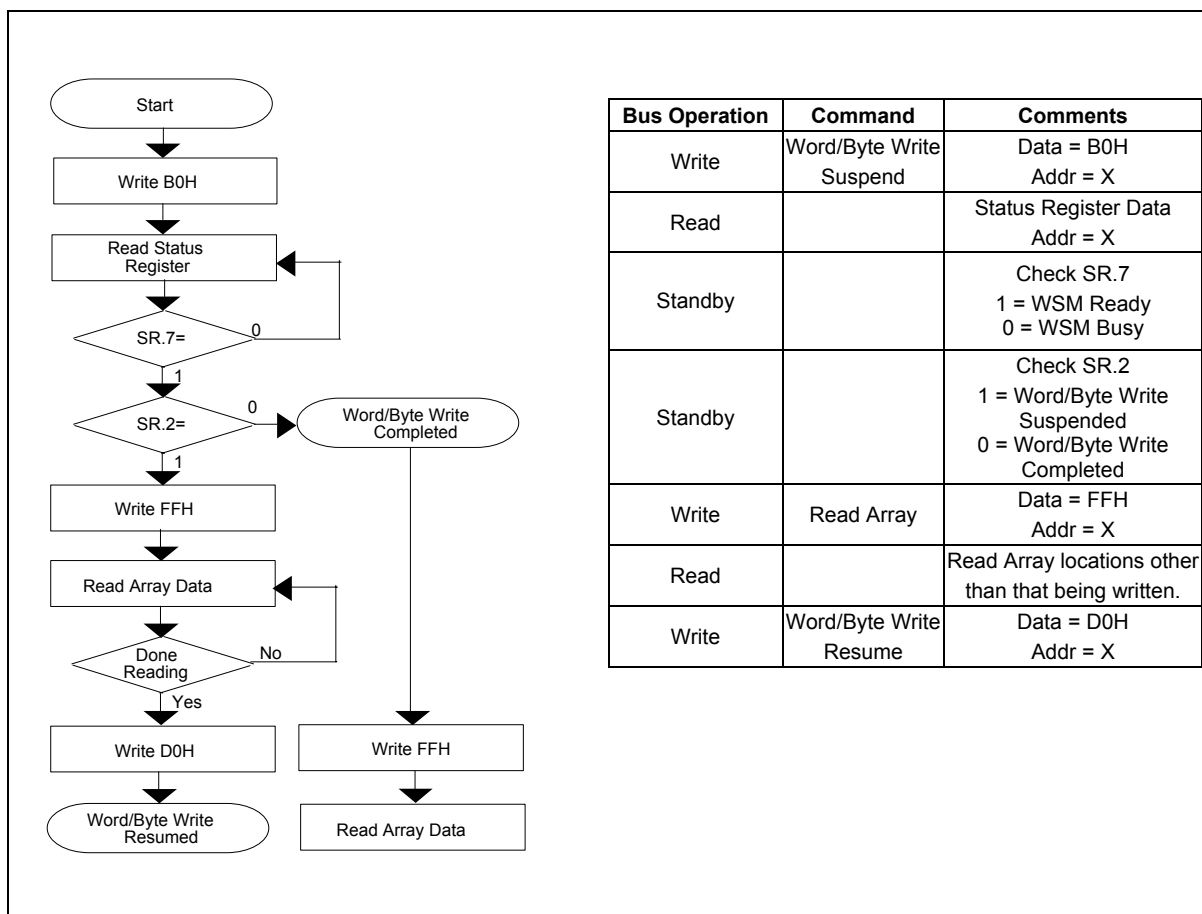 Start
Write B0H
Read Status
Register
SR.7=
0
1
SR.2=
0
1
Word/Byte Write
Completed
Write FFH
Read Array Data
Done
Reading
No
Yes
Write D0H
Word/Byte Write
Resumed
Write FFH
Read Array Data
Bus Operation Command Comments
Write
Word/Byte Write
Suspend
Data = B0H
Addr = X
Read
Status Register Data
Addr = X
Standby
Check SR.7
1 = WSM Ready
0 = WSM Busy
Standby
Check SR.2
1 = Word/Byte Write
Suspended
0 = Word/Byte Write
Completed
Write
Read Array
Data = FFH
Addr = X
Read
Read Array locations other
than that being written.
Write
Word/Byte Write
Resume
Data = D0H
Addr = X